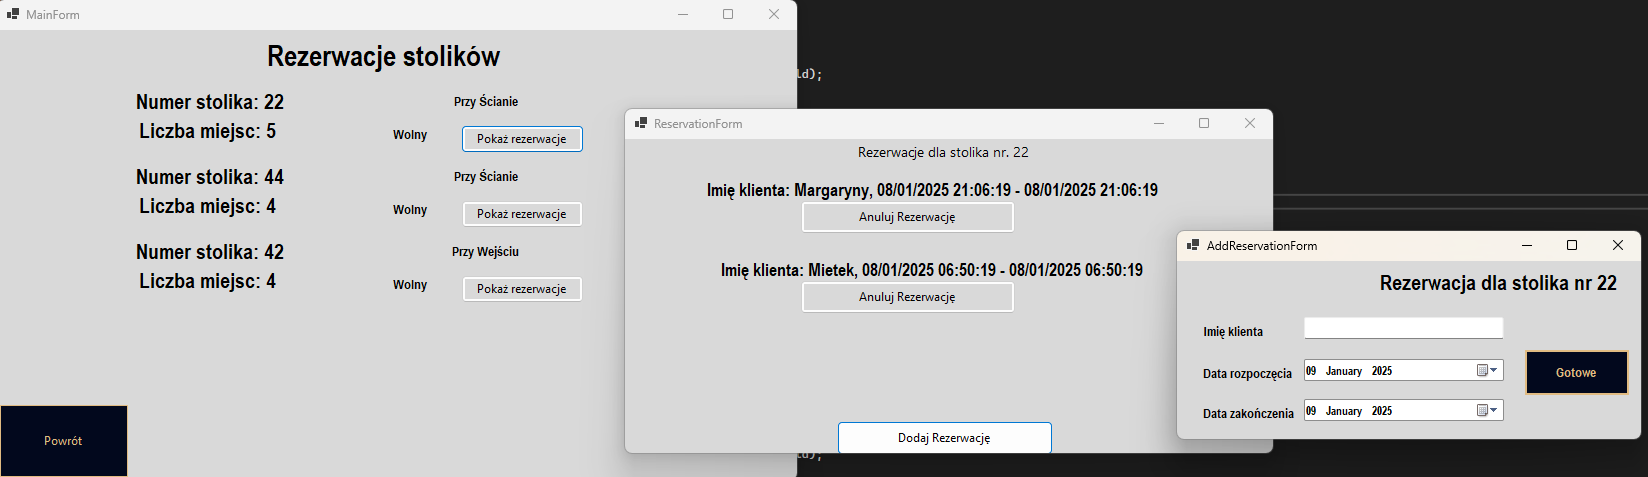 MainForm
Rezerwacje stolików
Numer stolika: 22
Przy Ścianie
Liczba miejsc: 5
Wolny
Pokaż rezerwacje
Numer stolika: 44
Przy Ścianie
Liczba miejsc: 4
Wolny
Pokaż rezerwacje
Numer stolika: 42
Przy Wejściu
Liczba miejsc: 4
Wolny
Pokaż rezerwacje
Powrót
ld);
ReservationForm
Rezerwacje dla stolika nr. 22
Imię klienta: Margaryny, 08/01/2025 21:06:19 - 08/01/2025 21:06:19
Anuluj Rezerwację
Imię klienta: Mietek, 08/01/2025 06:50:19 - 08/01/2025 06:50:19
Anuluj Rezerwację
Dodaj Rezerwację
ld);
AddReservationForm
Rezerwacja dla stolika nr 22
Imię klienta
Data rozpoczęcia
09 January 2025
Gotowe
Data zakończenia
09 January 2025